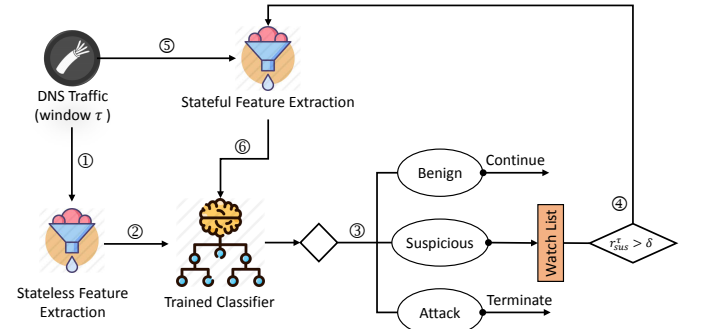 ⑤
DNS Traffic
(window τ )
Stateful Feature Extraction
①
⑥
②
Stateless Feature
Extraction
Trained Classifier
③
Benign
Continue
Suspicious
Watch List
④
r_sus^τ > δ
Attack
Terminate